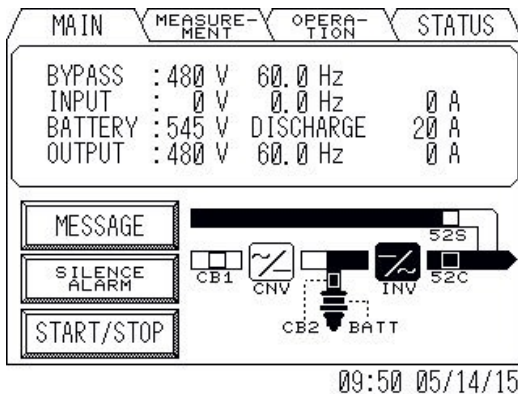 MAIN MEASURE-MENT OPERA-TION STATUS
BYPASS : 480 V 60.0 Hz
INPUT : 0 V 0.0 Hz 0 A
BATTERY : 545 V DISCHARGE 20 A
OUTPUT : 480 V 60.0 Hz 0 A
MESSAGE
52S
SILENCE
ALARM
CB1 CNV INV 52C
START/STOP
CB2 BATT
09:50 05/14/15